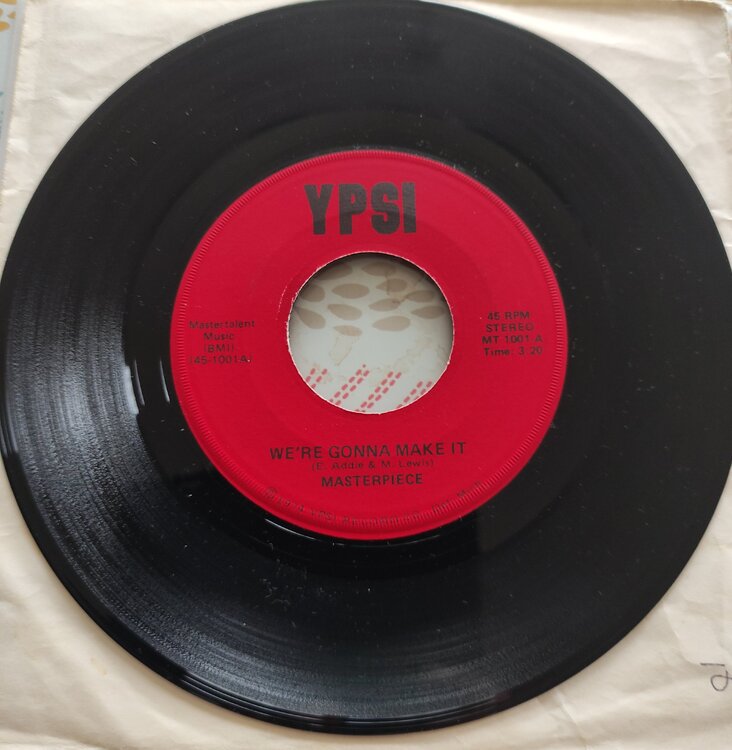 YPSI
Mastertalent
Music
(BMI)
(45-1001A)
45 RPM
STEREO
MT 1001 A
Time: 3:20
WE'RE GONNA MAKE IT
(E. Addie & M. Lewis)
MASTERPIECE